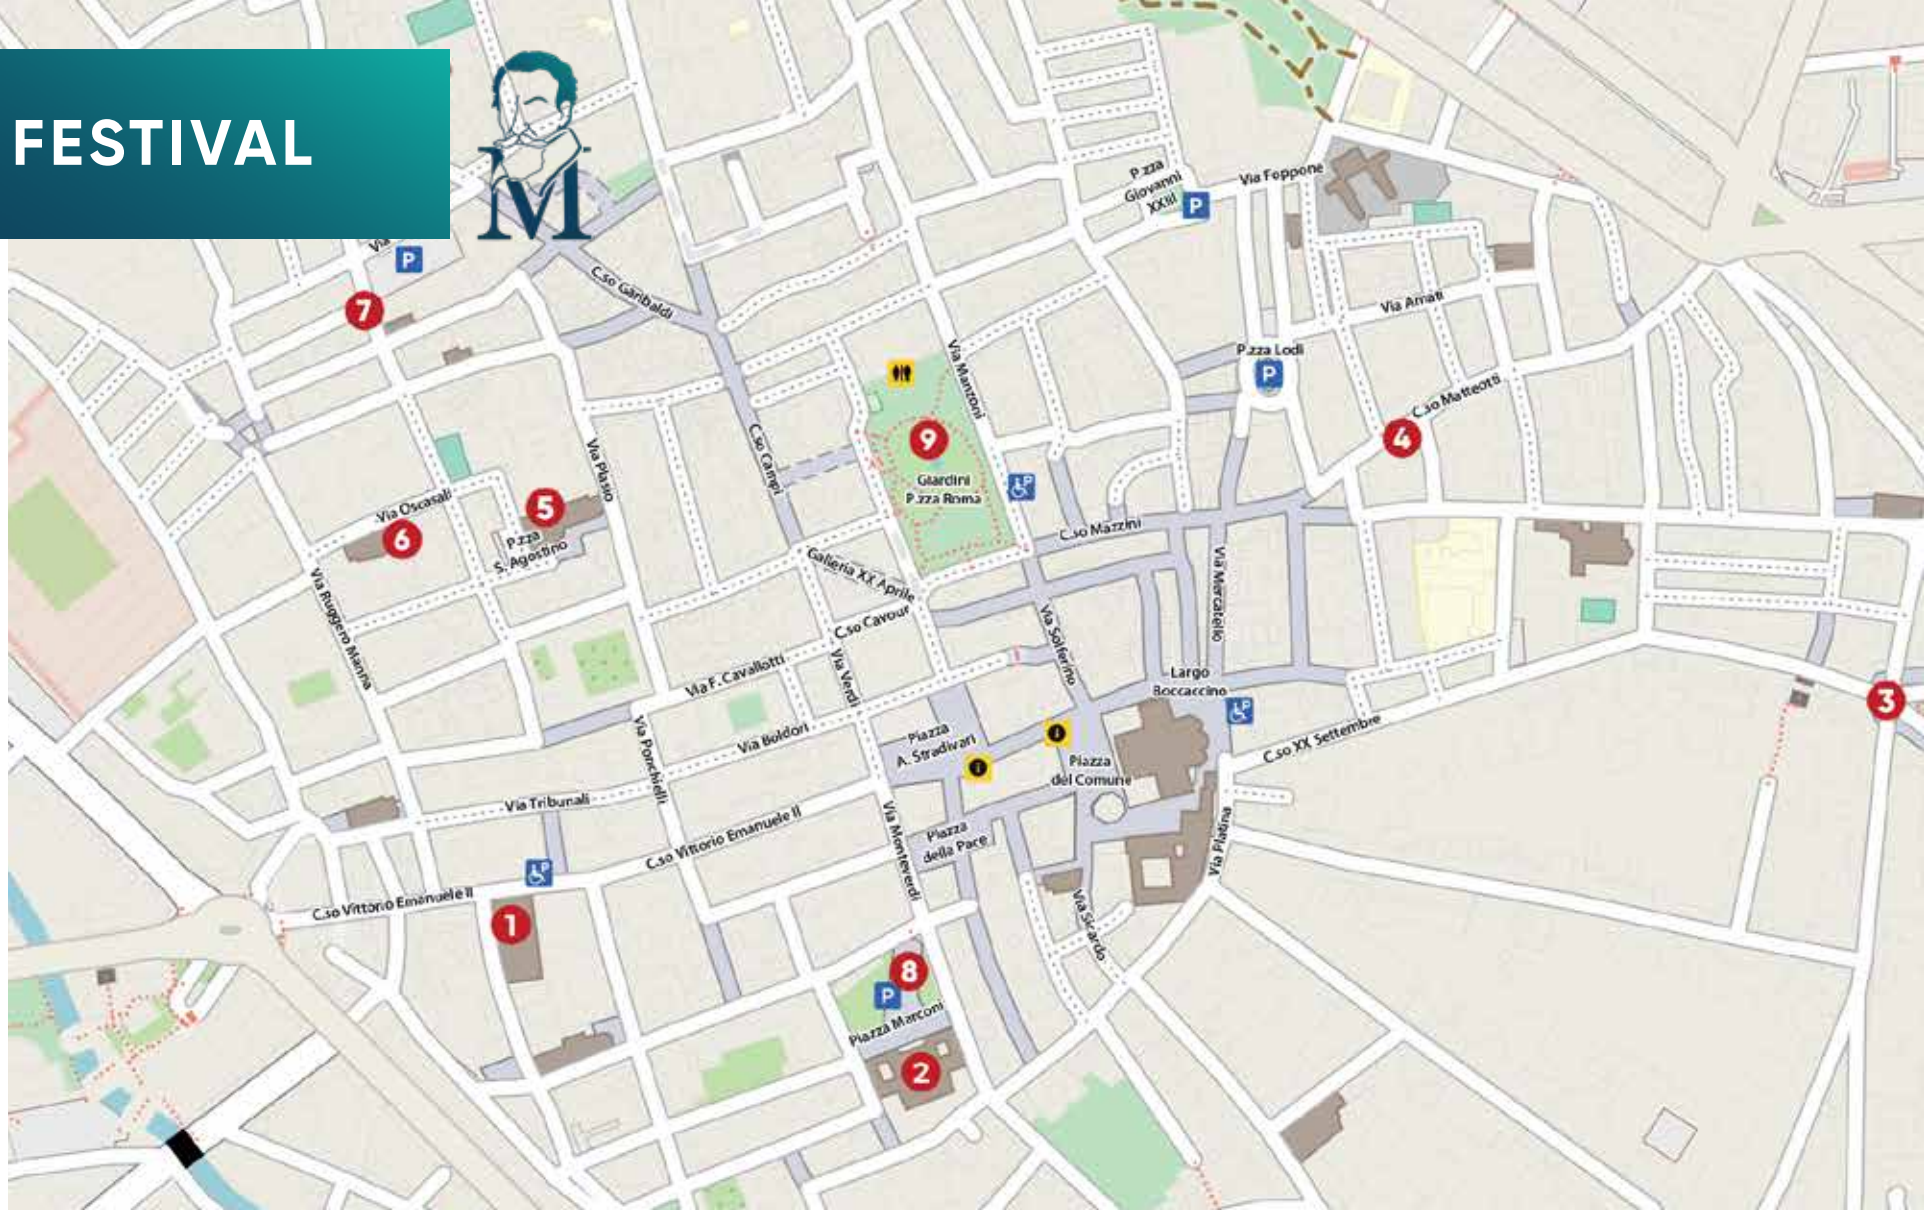 FESTIVAL
M
Via
P
7
C.so Garibaldi
P.zza
Giovanni
XXIII
P
Via Foppone
Via Amati
P.zza Lodi
P
C.so Matteotti
4
Via Manzoni
9
Giardini
P.zza Roma
P
C.so Campi
Via Plasio
Via Oscasali
6
5
P.zza
S. Agostino
Via Ruggero Manna
C.so Mazzini
Galleria XX Aprile
C.so Cavour
Via Mercatello
Via Solferino
Via Verdi
Via F. Cavallotti
Largo
Boccaccino
P
3
Via Boldori
Piazza
A. Stradivari
i
i
Piazza
del Comune
C.so XX Settembre
Via Ponchielli
Via Tribunali
C.so Vittorio Emanuele II
Via Monteverdi
Piazza
della Pace
Via Platina
P
C.so Vittorio Emanuele II
1
Via Sicardo
8
P
Piazza Marconi
2